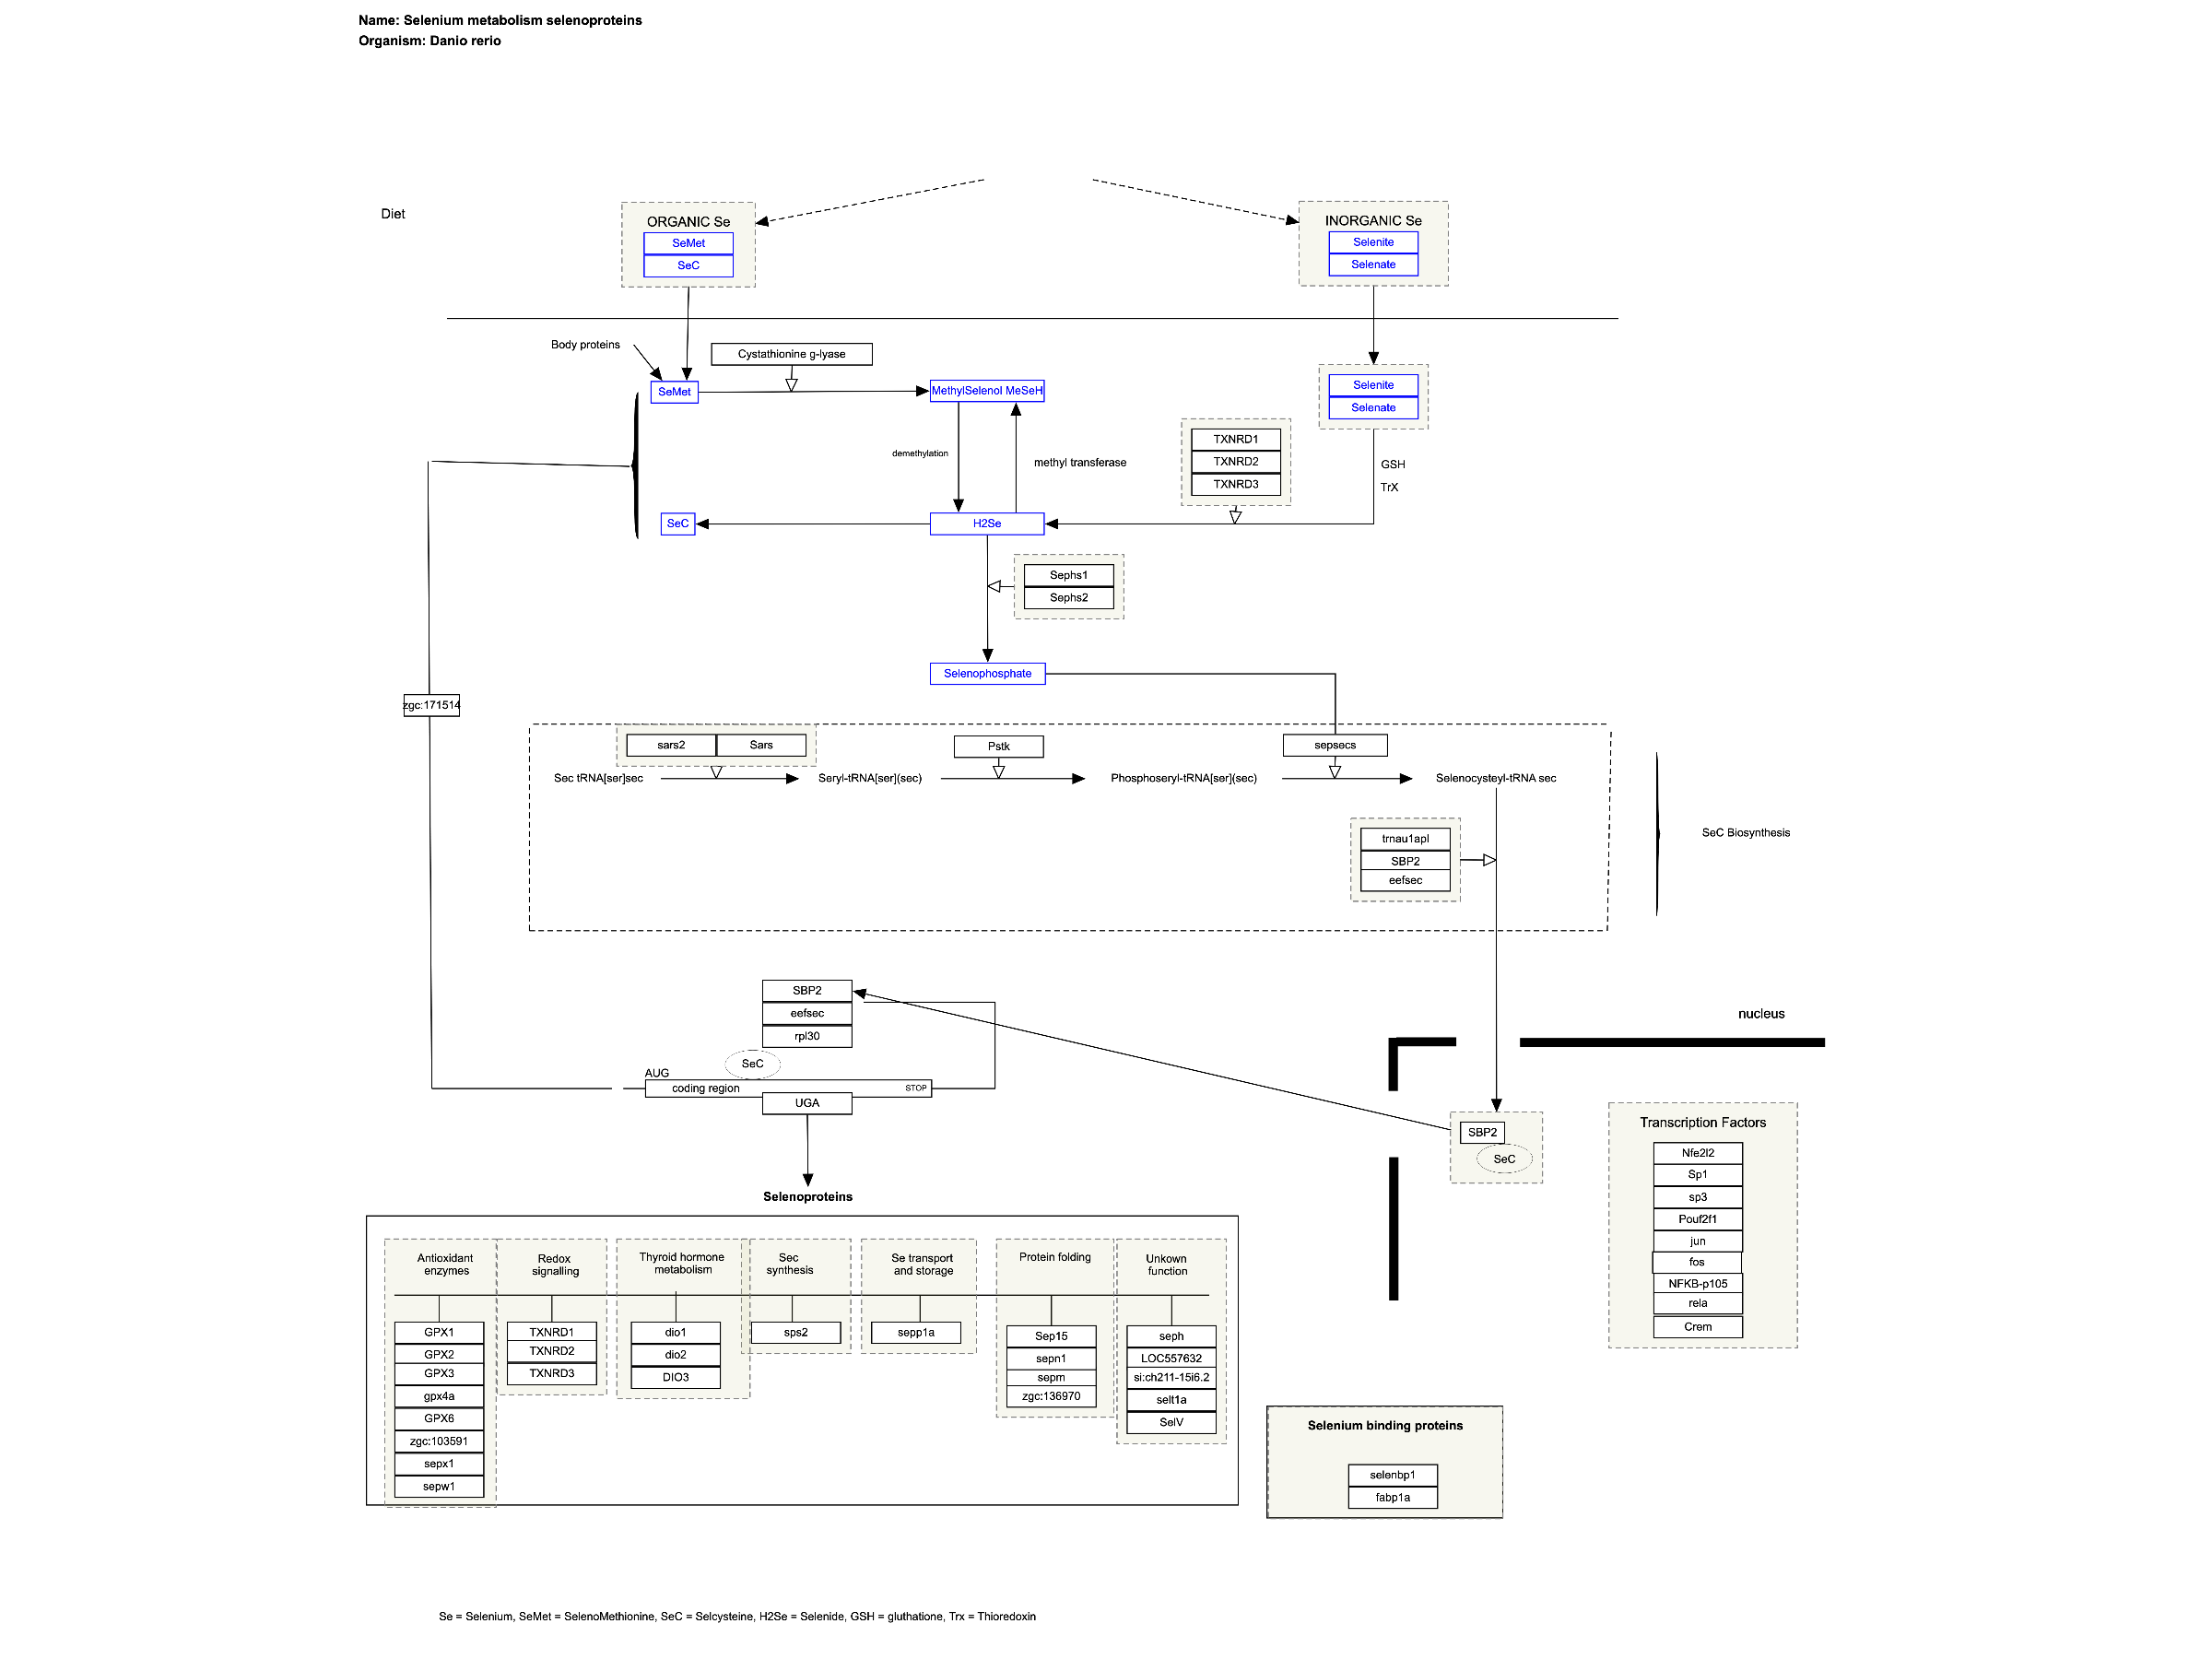 Name: Selenium metabolism selenoproteins
Organism: Danio rerio
Diet
ORGANIC Se
SeMet
SeC
INORGANIC Se
Selenite
Selenate
Body proteins
Cystathionine g-lyase
SeMet
MethylSelenol MeSeH
Selenite
Selenate
TXNRD1
TXNRD2
TXNRD3
demethylation
methyl transferase
GSH
TrX
SeC
H2Se
Sephs1
Sephs2
Selenophosphate
zgc:171514
sars2
Sars
Pstk
sepsecs
Sec tRNA[ser]sec
Seryl-tRNA[ser](sec)
Phosphoseryl-tRNA[ser](sec)
Selenocysteyl-tRNA sec
trnau1apl
SBP2
eefsec
SeC Biosynthesis
SBP2
eefsec
rpl30
SeC
AUG
coding region
STOP
UGA
nucleus
SBP2
SeC
Transcription Factors
Nfe2l2
Sp1
sp3
Pouf2f1
jun
fos
NFKB-p105
rela
Crem
Selenoproteins
Antioxidant
enzymes
GPX1
GPX2
GPX3
gpx4a
GPX6
zgc:103591
sepx1
sepw1
Redox
signalling
TXNRD1
TXNRD2
TXNRD3
Thyroid hormone
metabolism
dio1
dio2
DIO3
Sec
synthesis
sps2
Se transport
and storage
sepp1a
Protein folding
Sep15
sepn1
sepm
zgc:136970
Unkown
function
seph
LOC557632
si:ch211-15i6.2
selt1a
SelV
Selenium binding proteins
selenbp1
fabp1a
Se = Selenium, SeMet = SelenoMethionine, SeC = Selcysteine, H2Se = Selenide, GSH = gluthatione, Trx = Thioredoxin